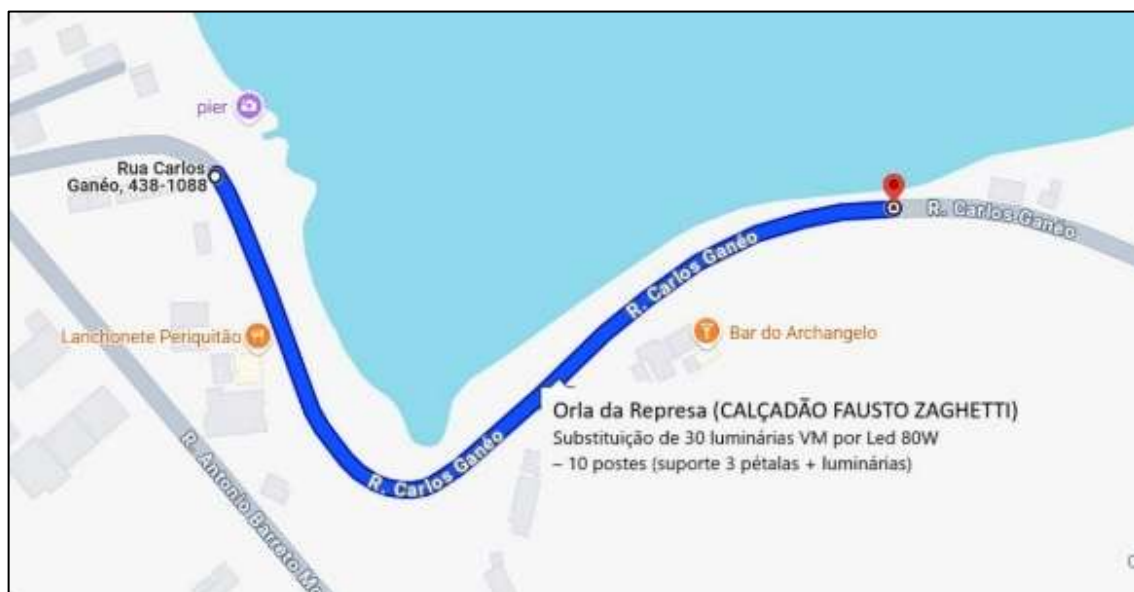 pier
Rua Carlos
Ganéo, 438-1088
R. Carlos Ganéo
R. Carlos Ganéo
Lanchonete Periquitão
Bar do Archangelo
Orla da Represa (CALÇADÃO FAUSTO ZAGHETTI)
Substituição de 30 luminárias VM por Led 80W
– 10 postes (suporte 3 pétalas + luminárias)
R. Carlos Ganéo
R. Antonio Barreto